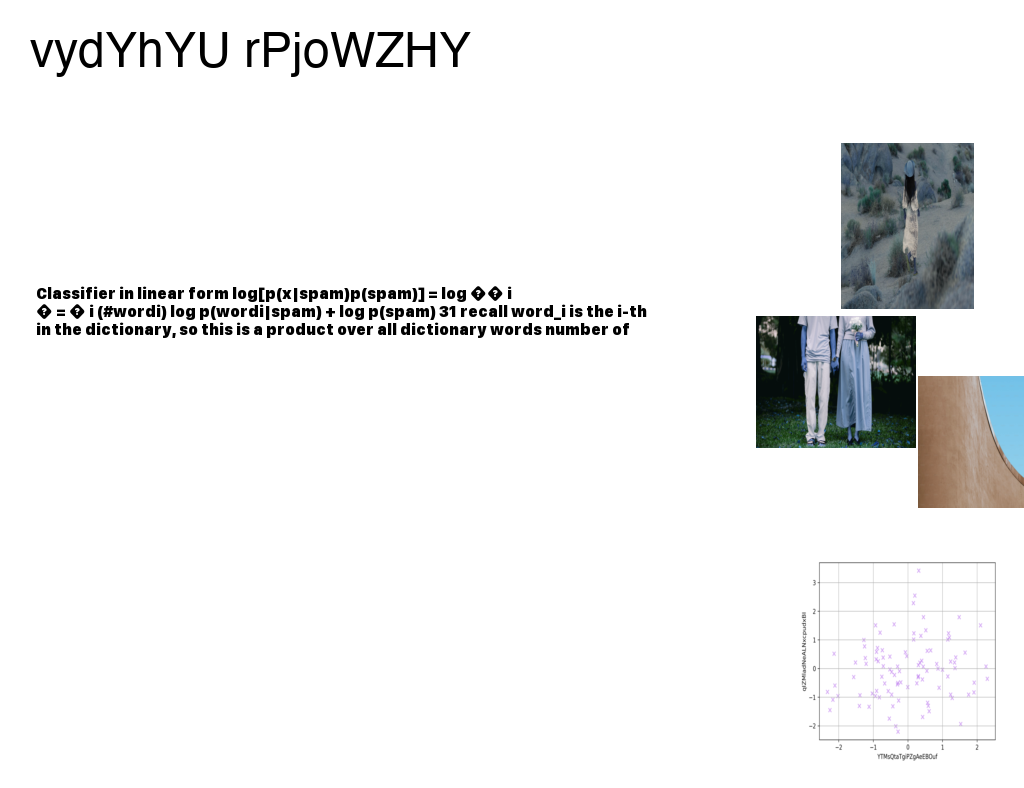 vydYhYU rPjoWZHY
Classifier in linear form log[p(x|spam)p(spam)] = log �� i
� = � i (#wordi) log p(wordi|spam) + log p(spam) 31 recall word_i is the i-th
in the dictionary, so this is a product over all dictionary words number of
3
2
1
0
−1
−2
−2 −1 0 1 2